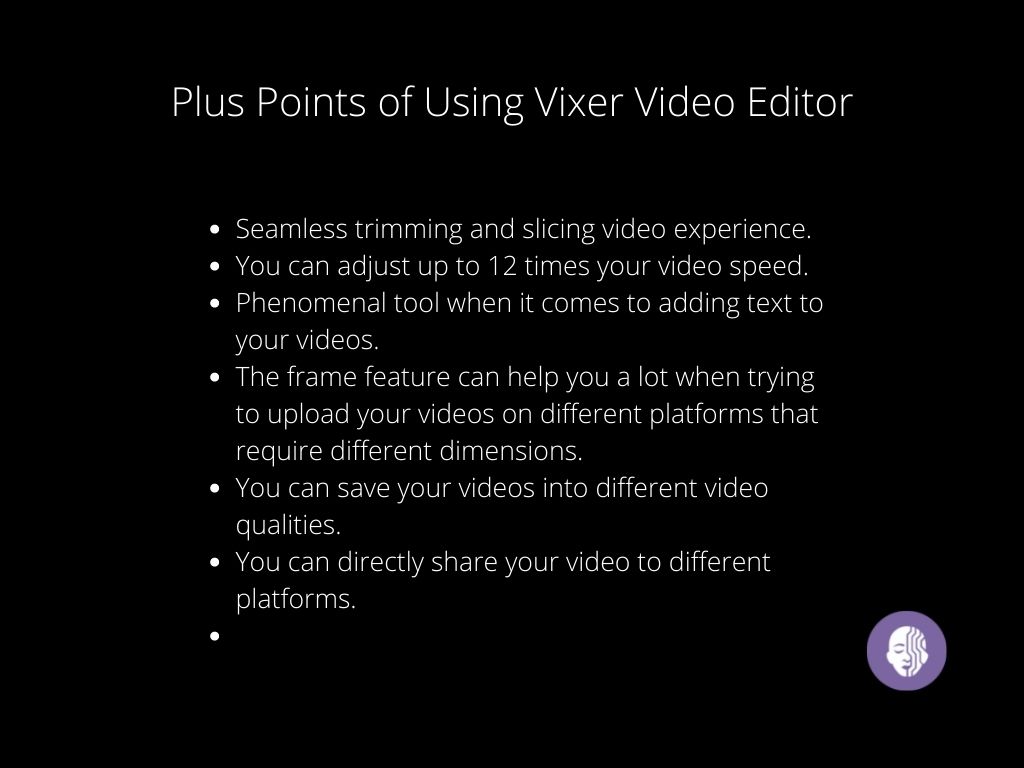 Plus Points of Using Vixer Video Editor
• Seamless trimming and slicing video experience.
• You can adjust up to 12 times your video speed.
• Phenomenal tool when it comes to adding text to
your videos.
• The frame feature can help you a lot when trying
to upload your videos on different platforms that
require different dimensions.
• You can save your videos into different video
qualities.
• You can directly share your video to different
platforms.
•